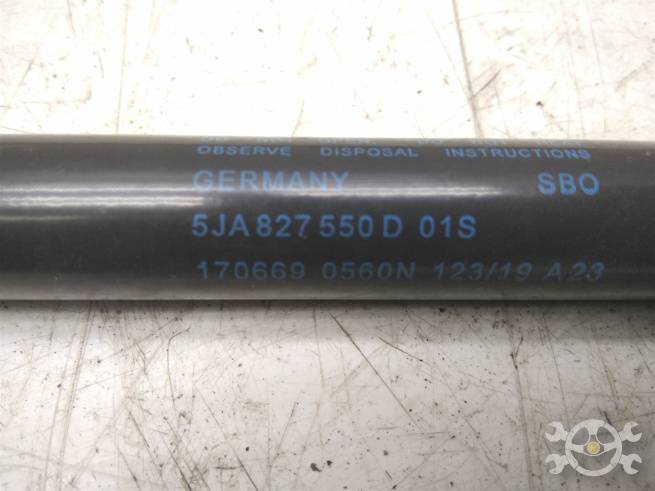 OBSERVE DISPOSAL INSTRUCTIONS
GERMANY SBO
5JA 827 550 D 01S
170669 0560N 123/19 A23